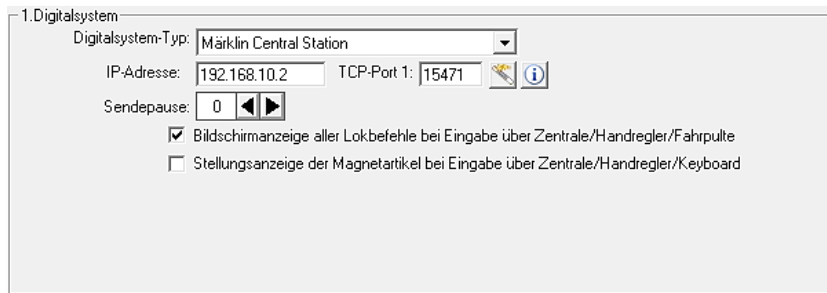 1.Digitalsystem
Digitalsystem-Typ: Märklin Central Station
IP-Adresse: 192.168.10.2 TCP-Port 1: 15471
Sendepause: 0
Bildschirmanzeige aller Lokbefehle bei Eingabe über Zentrale/Handregler/Fahrpulte
Stellungsanzeige der Magnetartikel bei Eingabe über Zentrale/Handregler/Keyboard